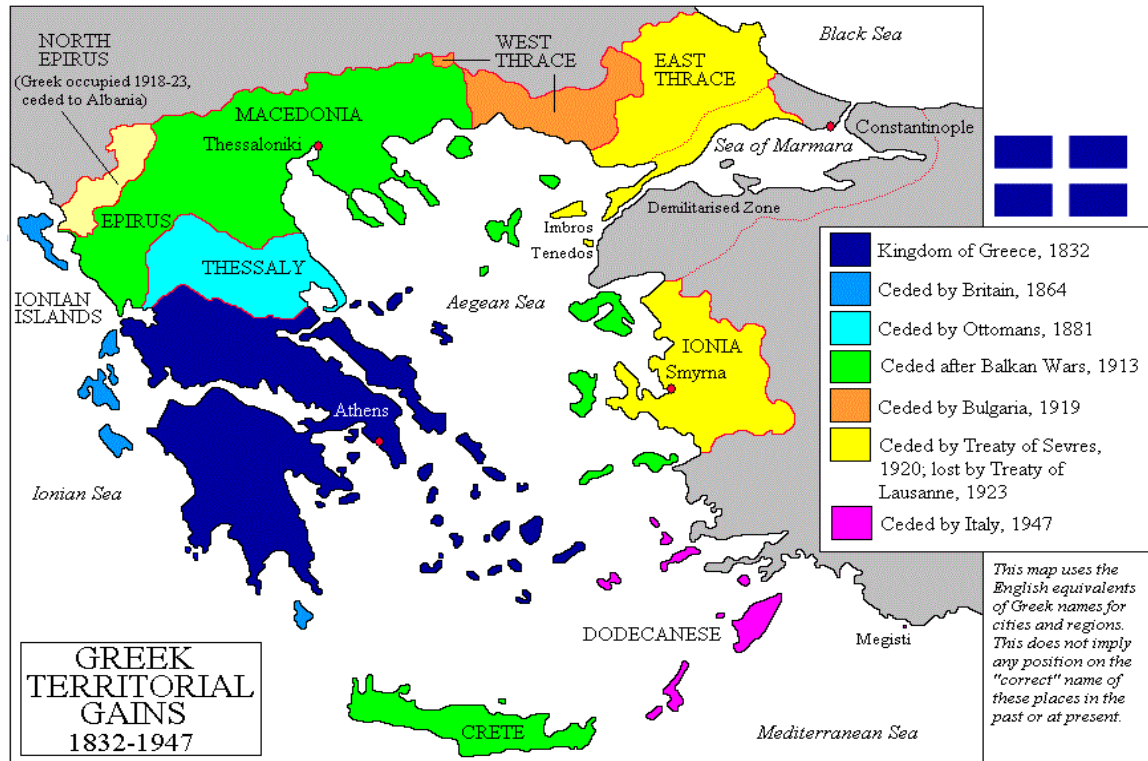 NORTH
EPIRUS
(Greek occupied 1918-23,
ceded to Albania)
WEST
THRACE
EAST
THRACE
Black Sea
MACEDONIA
Thessaloniki
Constantinople
Sea of Marmara
Demilitarised Zone
EPIRUS
Imbros
Tenedos
THESSALY
IONIAN
ISLANDS
Aegean Sea
IONIA
Smyrna
Athens
Ionian Sea
DODECANESE
Megisti
CRETE
Mediterranean Sea
GREEK
TERRITORIAL
GAINS
1832-1947
Kingdom of Greece, 1832
Ceded by Britain, 1864
Ceded by Ottomans, 1881
Ceded after Balkan Wars, 1913
Ceded by Bulgaria, 1919
Ceded by Treaty of Sevres,
1920; lost by Treaty of
Lausanne, 1923
Ceded by Italy, 1947
This map uses the
English equivalents
of Greek names for
cities and regions.
This does not imply
any position on the
"correct" name of
these places in the
past or at present.